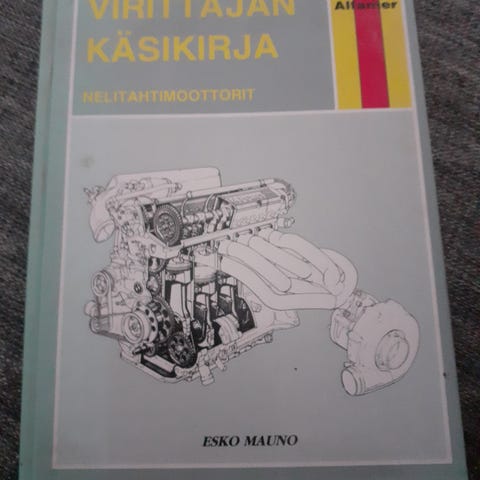 VIRITTÄJÄN
KÄSIKIRJA
NELITAHTIMOOTTORIT
Alfamer
ESKO MAUNO